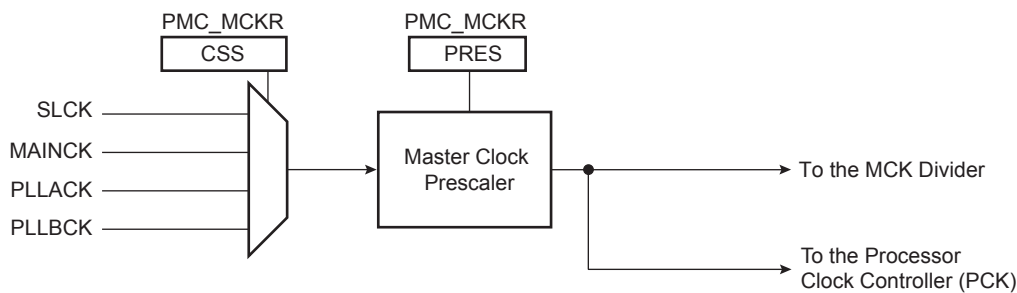 PMC_MCKR
PMC_MCKR
CSS
PRES
SLCK
MAINCK
PLLACK
PLLBCK
Master Clock
Prescaler
To the MCK Divider
To the Processor
Clock Controller (PCK)